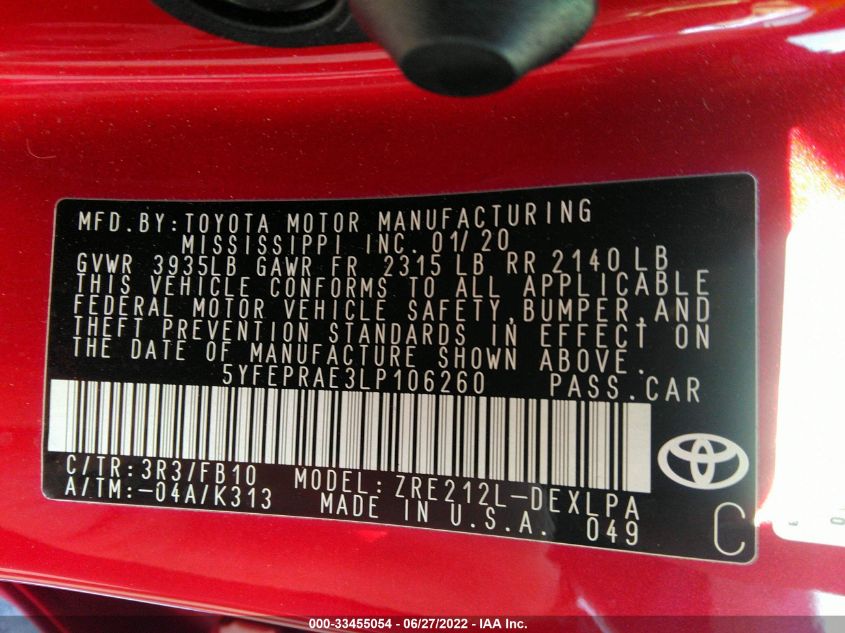 MFD.BY:TOYOTA MOTOR MANUFACTURING
MISSISSIPPI INC. 01/20
GVWR 3935LB GAWR FR 2315 LB RR 2140 LB
THIS VEHICLE CONFORMS TO ALL APPLICABLE
FEDERAL MOTOR VEHICLE SAFETY,BUMPER,AND
THEFT PREVENTION STANDARDS IN EFFECT ON
THE DATE OF MANUFACTURE SHOWN ABOVE.
5YFEPRAE3LP106260 PASS.CAR
C/TR:3R3/FB10 MODEL:ZRE212L-DEXLPA
A/TM:-04A/K313 MADE IN U.S.A. 049
C
000-33455054 - 06/27/2022 - IAA Inc.